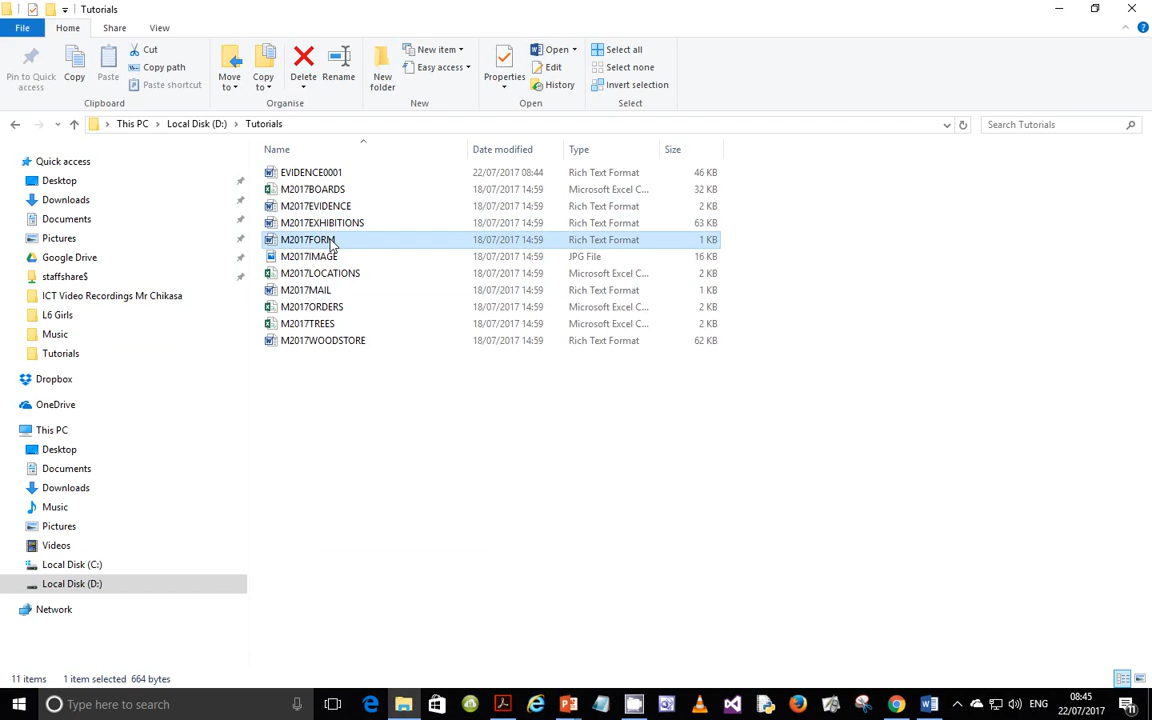 Tutorials
File Home Share View
Pin to Quick access
Copy
Paste
Cut
Copy path
Paste shortcut
Clipboard
Move to
Copy to
Delete
Rename
Organise
New folder
New item
Easy access
New
Properties
Open
Edit
History
Open
Select all
Select none
Invert selection
Select
This PC > Local Disk (D:) > Tutorials
Search Tutorials
Quick access
Desktop
Downloads
Documents
Pictures
Google Drive
staffshare$
ICT Video Recordings Mr Chikasa
L6 Girls
Music
Tutorials
Dropbox
OneDrive
This PC
Desktop
Documents
Downloads
Music
Pictures
Videos
Local Disk (C:)
Local Disk (D:)
Network
Name Date modified Type Size
EVIDENCE0001 22/07/2017 08:44 Rich Text Format 46 KB
M2017BOARDS 18/07/2017 14:59 Microsoft Excel C... 32 KB
M2017EVIDENCE 18/07/2017 14:59 Rich Text Format 2 KB
M2017EXHIBITIONS 18/07/2017 14:59 Rich Text Format 63 KB
M2017FORM 18/07/2017 14:59 Rich Text Format 1 KB
M2017IMAGE 18/07/2017 14:59 JPG File 16 KB
M2017LOCATIONS 18/07/2017 14:59 Microsoft Excel C... 2 KB
M2017MAIL 18/07/2017 14:59 Rich Text Format 1 KB
M2017ORDERS 18/07/2017 14:59 Microsoft Excel C... 2 KB
M2017TREES 18/07/2017 14:59 Microsoft Excel C... 2 KB
M2017WOODSTORE 18/07/2017 14:59 Rich Text Format 62 KB
11 items 1 item selected 664 bytes
Type here to search
ENG
08:45
22/07/2017